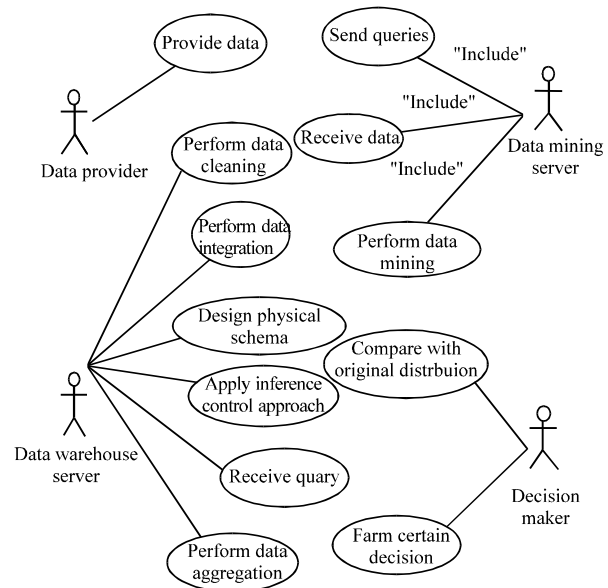 Provide data
Send queries
"Include"
"Include"
Data provider
Perform data
cleaning
Receive data
"Include"
Data mining
server
Perform data
integration
Perform data
mining
Design physical
schema
Compare with
original distrbuion
Apply inference
control approach
Data warehouse
server
Receive quary
Decision
maker
Farm certain
decision
Perform data
aggregation